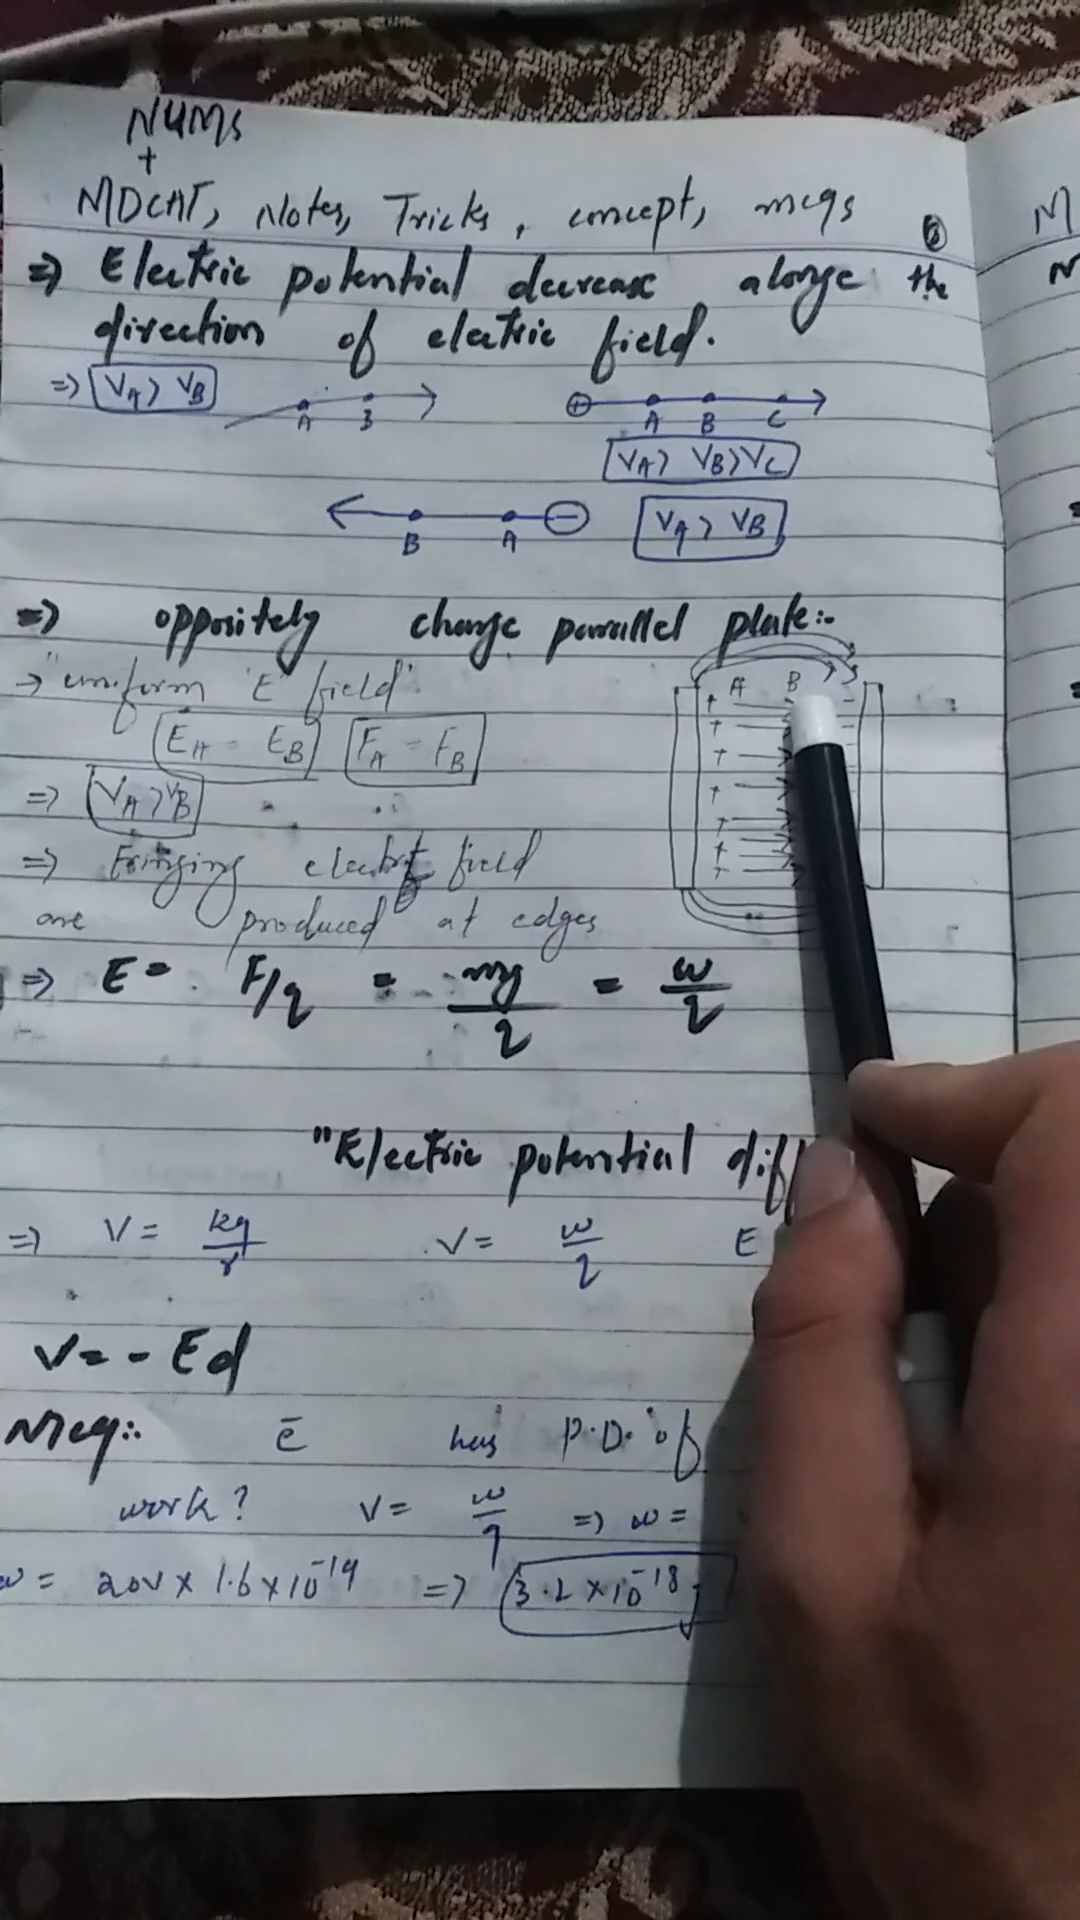 NUMS
+
MDCAT, Notes, Tricks, concept, mcqs
⇒ Electric potential decrease alonge the
direction of electric field.
⇒ VA > VB A B + A B C
VA > VB > VC
B A − VA > VB
⇒ oppositely charge parallel plate:-
→ "uniform 'E' field"
A B
EA = EB FA = FB
⇒ VA > VB
⇒ Fringing electric field
are produced at edges
⇒ E = F/q = mg/q = w/q
"Electric potential diff
⇒ V = kq/r V = w/q E
V = - Ed
Mcq:: e̅ has P.D. of
work? V = w/q ⇒ w =
w = 20V × 1.6 × 10^-19 ⇒ 3.2 × 10^-18 J
M